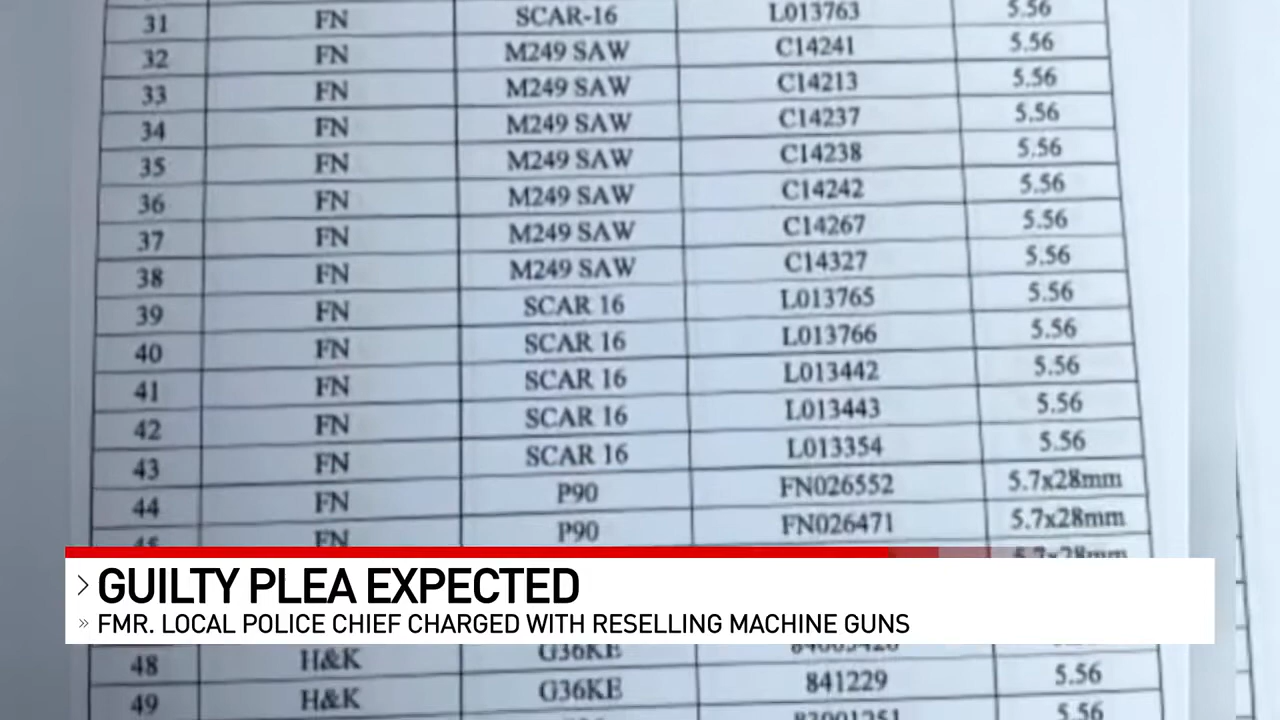 31 FN SCAR-16 L013763 5.56
32 FN M249 SAW C14241 5.56
33 FN M249 SAW C14213 5.56
34 FN M249 SAW C14237 5.56
35 FN M249 SAW C14238 5.56
36 FN M249 SAW C14242 5.56
37 FN M249 SAW C14267 5.56
38 FN M249 SAW C14327 5.56
39 FN SCAR 16 L013765 5.56
40 FN SCAR 16 L013766 5.56
41 FN SCAR 16 L013442 5.56
42 FN SCAR 16 L013443 5.56
43 FN SCAR 16 L013354 5.56
44 FN P90 FN026552 5.7x28mm
45 FN P90 FN026471 5.7x28mm
5.7x28mm
GUILTY PLEA EXPECTED
FMR. LOCAL POLICE CHIEF CHARGED WITH RESELLING MACHINE GUNS
48 H&K G36KE
49 H&K G36KE 841229 5.56
5.56